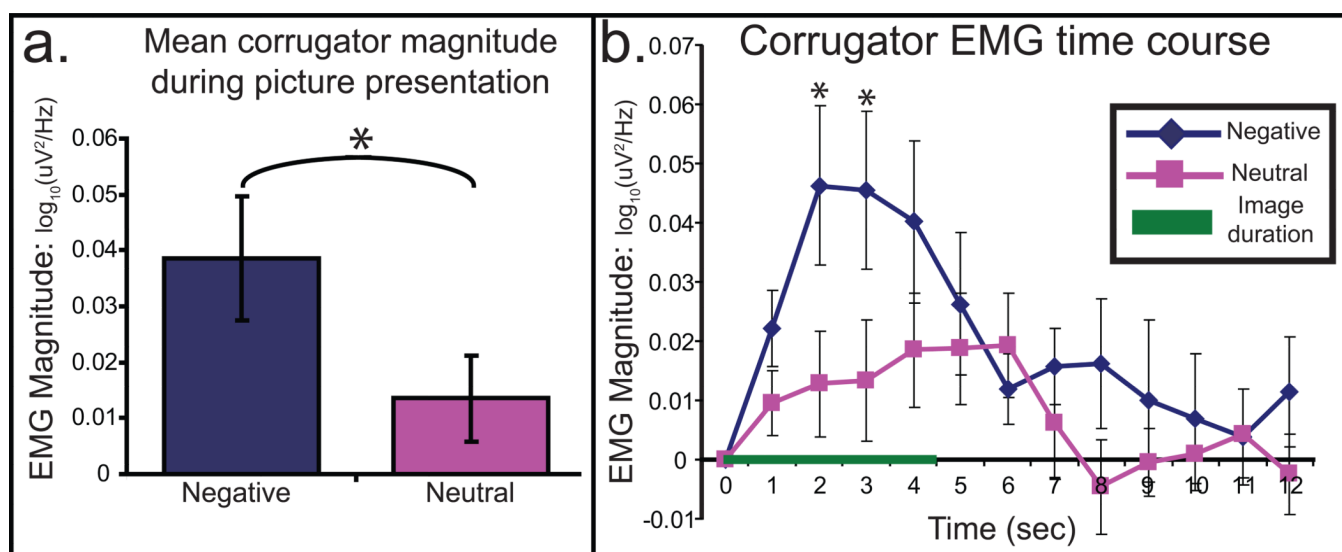 a.
Mean corrugator magnitude
during picture presentation
EMG Magnitude: log₁₀(uV²/Hz)
0.06
0.05
0.04
0.03
0.02
0.01
0
*
Negative
Neutral
b.
Corrugator EMG time course
EMG Magnitude: log₁₀(uV²/Hz)
0.07
0.06
0.05
0.04
0.03
0.02
0.01
0
-0.01
* *
Negative
Neutral
Image
duration
0 1 2 3 4 5 6 7 8 9 10 11 12
Time (sec)